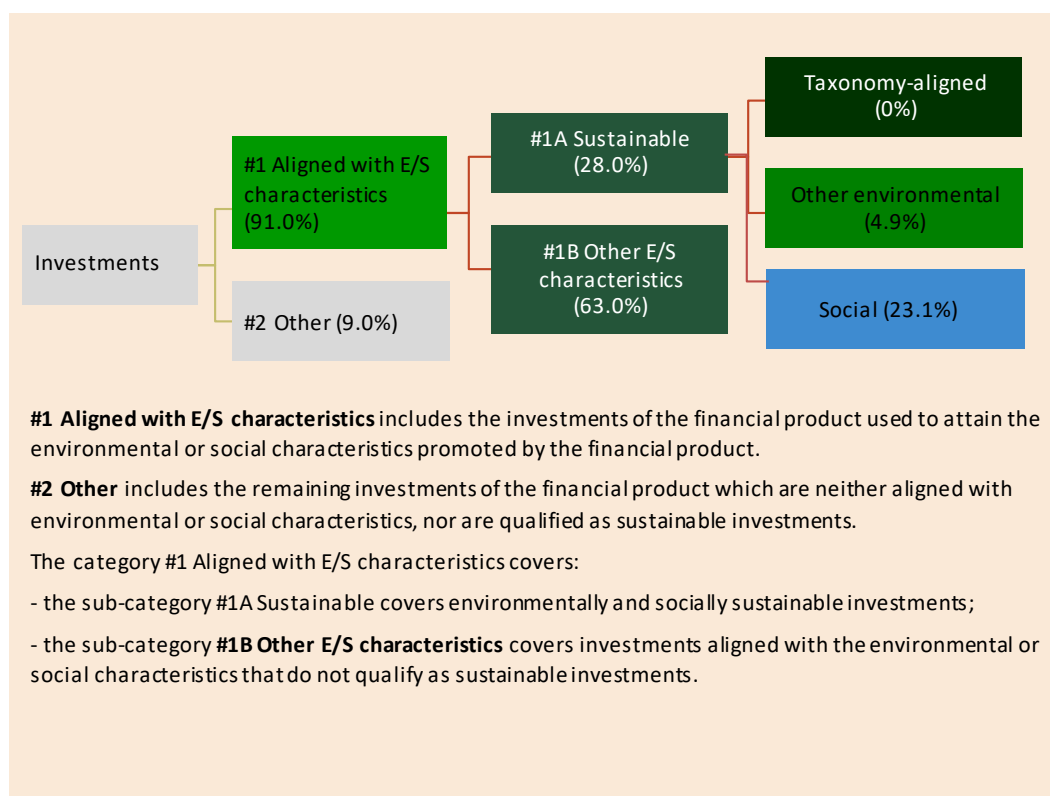 Investments
#1 Aligned with E/S
characteristics
(91.0%)
#2 Other (9.0%)
#1A Sustainable
(28.0%)
#1B Other E/S
characteristics
(63.0%)
Taxonomy-aligned
(0%)
Other environmental
(4.9%)
Social (23.1%)
#1 Aligned with E/S characteristics includes the investments of the financial product used to attain the
environmental or social characteristics promoted by the financial product.
#2 Other includes the remaining investments of the financial product which are neither aligned with
environmental or social characteristics, nor are qualified as sustainable investments.
The category #1 Aligned with E/S characteristics covers:
- the sub-category #1A Sustainable covers environmentally and socially sustainable investments;
- the sub-category #1B Other E/S characteristics covers investments aligned with the environmental or
social characteristics that do not qualify as sustainable investments.